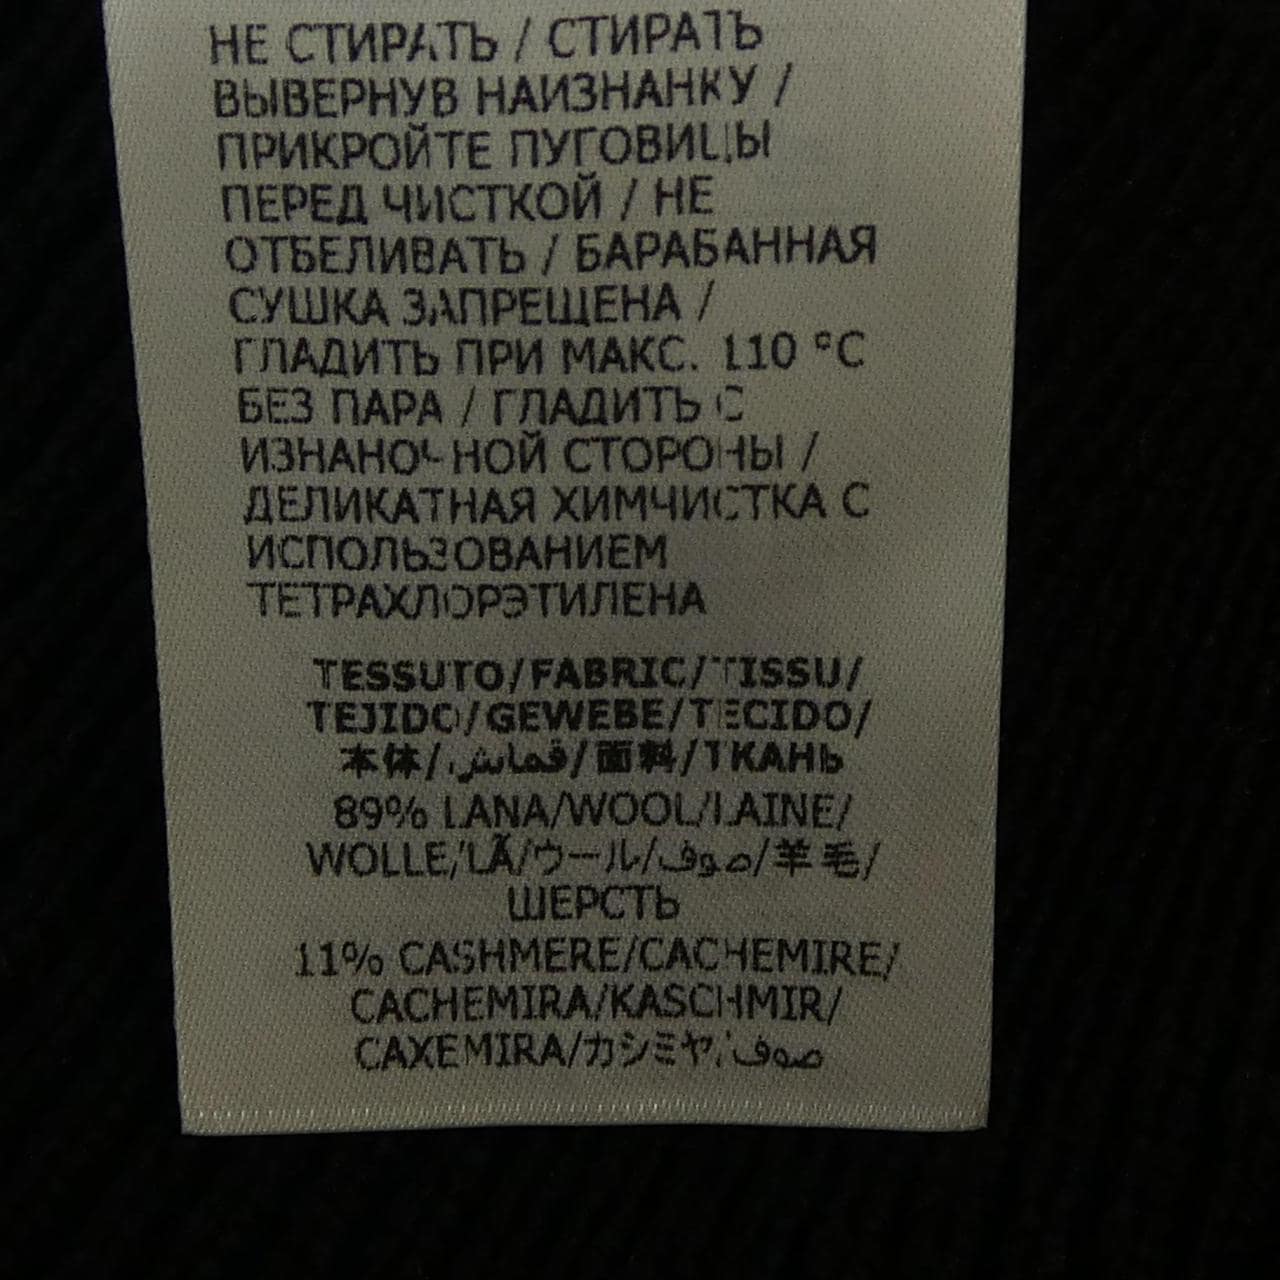 НЕ СТИРАТЬ / СТИРАТЬ
ВЫВЕРНУВ НАИЗНАНКУ /
ПРИКРОЙТЕ ПУГОВИЦЫ
ПЕРЕД ЧИСТКОЙ / НЕ
ОТБЕЛИВАТЬ / БАРАБАННАЯ
СУШКА ЗАПРЕЩЕНА /
ГЛАДИТЬ ПРИ МАКС. 110 °C
БЕЗ ПАРА / ГЛАДИТЬ С
ИЗНАНОЧНОЙ СТОРОНЫ /
ДЕЛИКАТНАЯ ХИМЧИСТКА С
ИСПОЛЬЗОВАНИЕМ
ТЕТРАХЛОРЭТИЛЕНА
TESSUTO/FABRIC/TISSU/
TEJIDO/GEWEBE/TECIDO/
本体/قماش/面料/ТКАНЬ
89% LANA/WOOL/LAINE/
WOLLE/LÃ/ウール/صوف/羊毛/
ШЕРСТЬ
11% CASHMERE/CACHEMIRE/
CACHEMIRA/KASCHMIR/
CAXEMIRA/カシミヤ/صوف